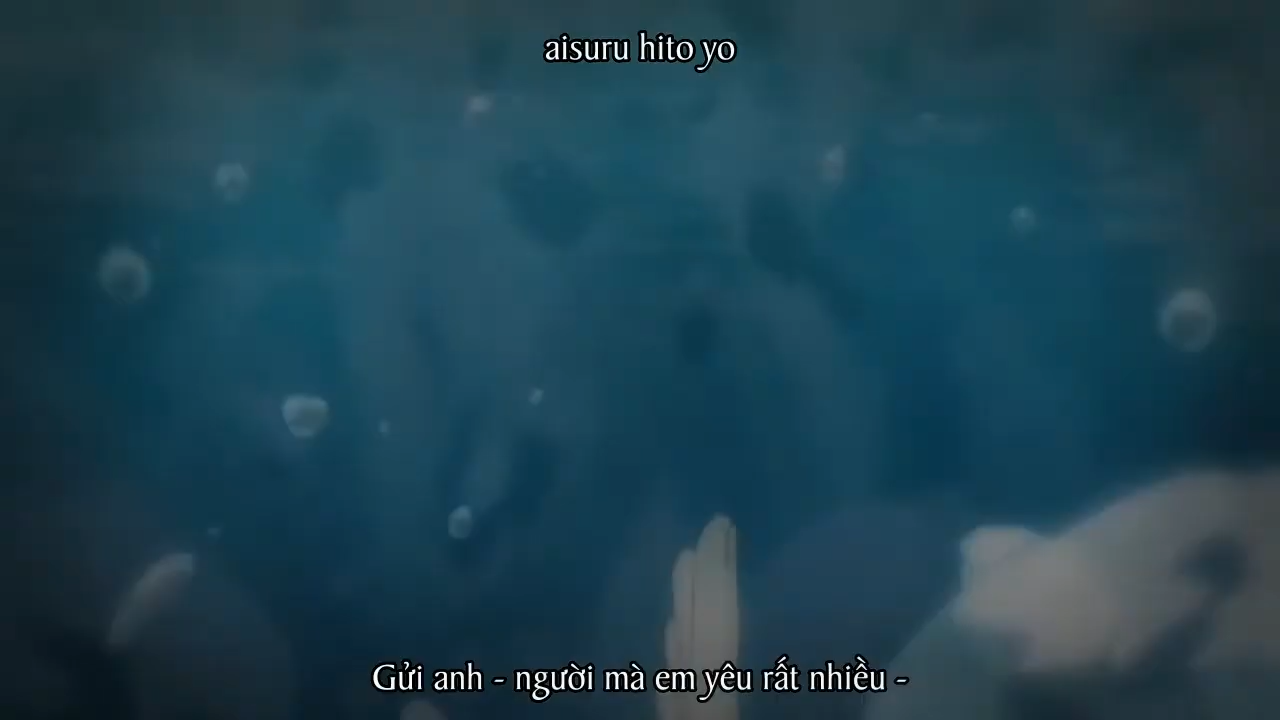 aisuru hito yo
Gửi anh - người mà em yêu rất nhiều -